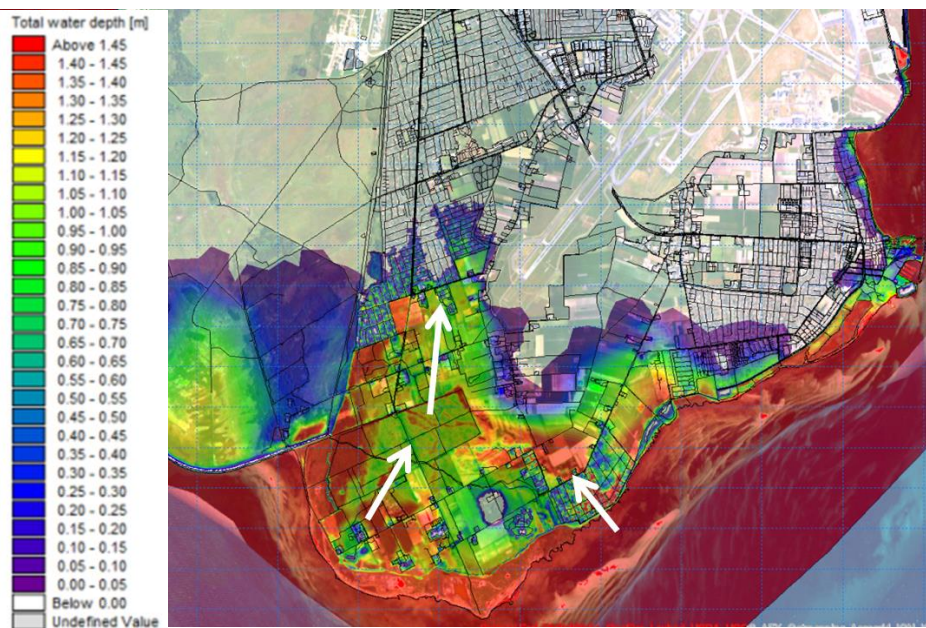 Total water depth [m]
Above 1.45
1.40 - 1.45
1.35 - 1.40
1.30 - 1.35
1.25 - 1.30
1.20 - 1.25
1.15 - 1.20
1.10 - 1.15
1.05 - 1.10
1.00 - 1.05
0.95 - 1.00
0.90 - 0.95
0.85 - 0.90
0.80 - 0.85
0.75 - 0.80
0.70 - 0.75
0.65 - 0.70
0.60 - 0.65
0.55 - 0.60
0.50 - 0.55
0.45 - 0.50
0.40 - 0.45
0.35 - 0.40
0.30 - 0.35
0.25 - 0.30
0.20 - 0.25
0.15 - 0.20
0.10 - 0.15
0.05 - 0.10
0.00 - 0.05
Below 0.00
Undefined Value